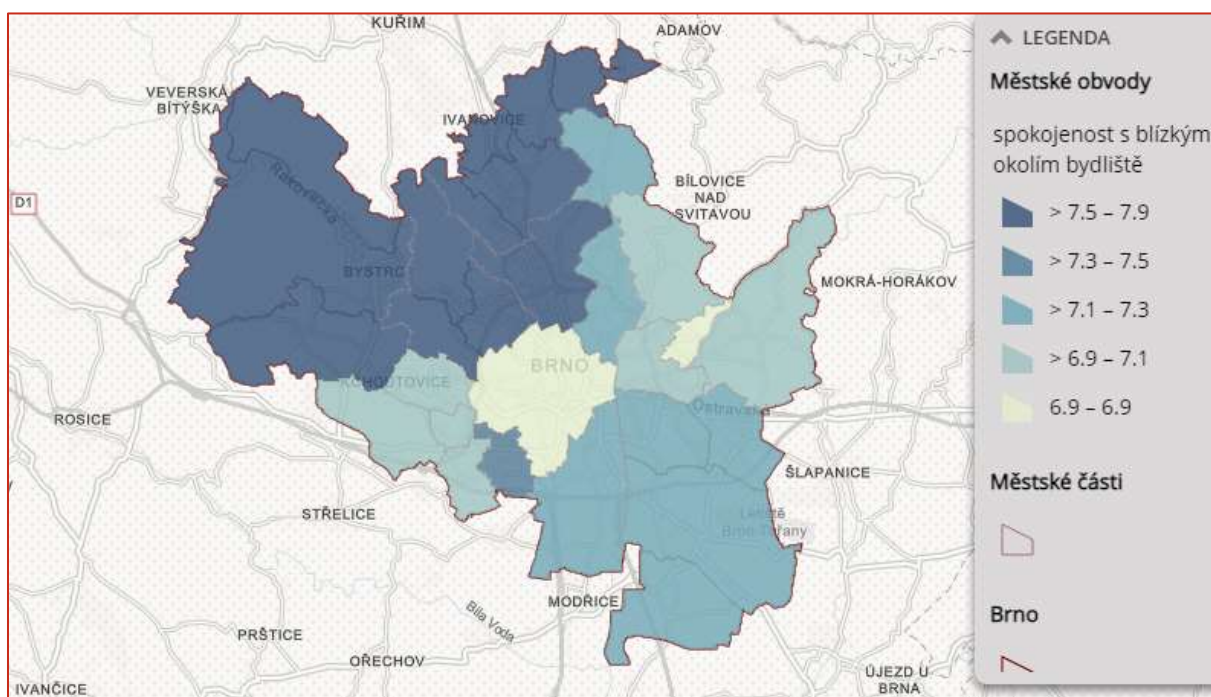 KUŘIM
ADAMOV
VEVERSKÁ
BÍTÝŠKA
IVANOVICE
Rakovecká
BÍLOVICE
NAD
SVITAVOU
D1
BYSTRC
MOKRÁ-HORÁKOV
BRNO
KOHOUTOVICE
Ostravská
ROSICE
ŠLAPANICE
STŘELICE
Letiště
Brno-Tuřany
MODŘICE
Bílá Voda
PRŠTICE
OŘECHOV
ÚJEZD U
BRNA
IVANČICE
LEGENDA
Městské obvody
spokojenost s blízkým
okolím bydliště
> 7.5 – 7.9
> 7.3 – 7.5
> 7.1 – 7.3
> 6.9 – 7.1
6.9 – 6.9
Městské části
Brno